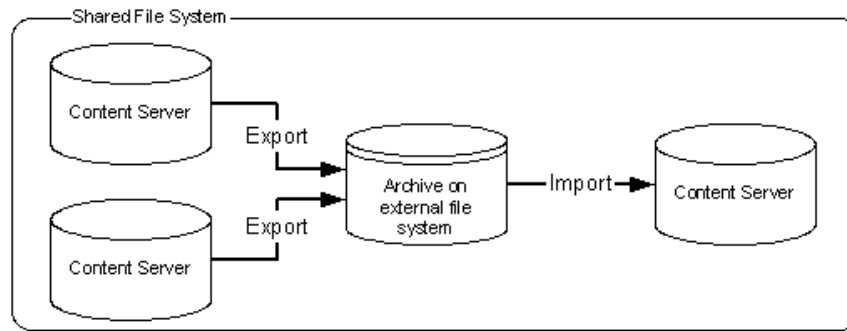 Shared File System
Content Server
Export
Content Server
Export
Archive on
external file
system
Import
Content Server